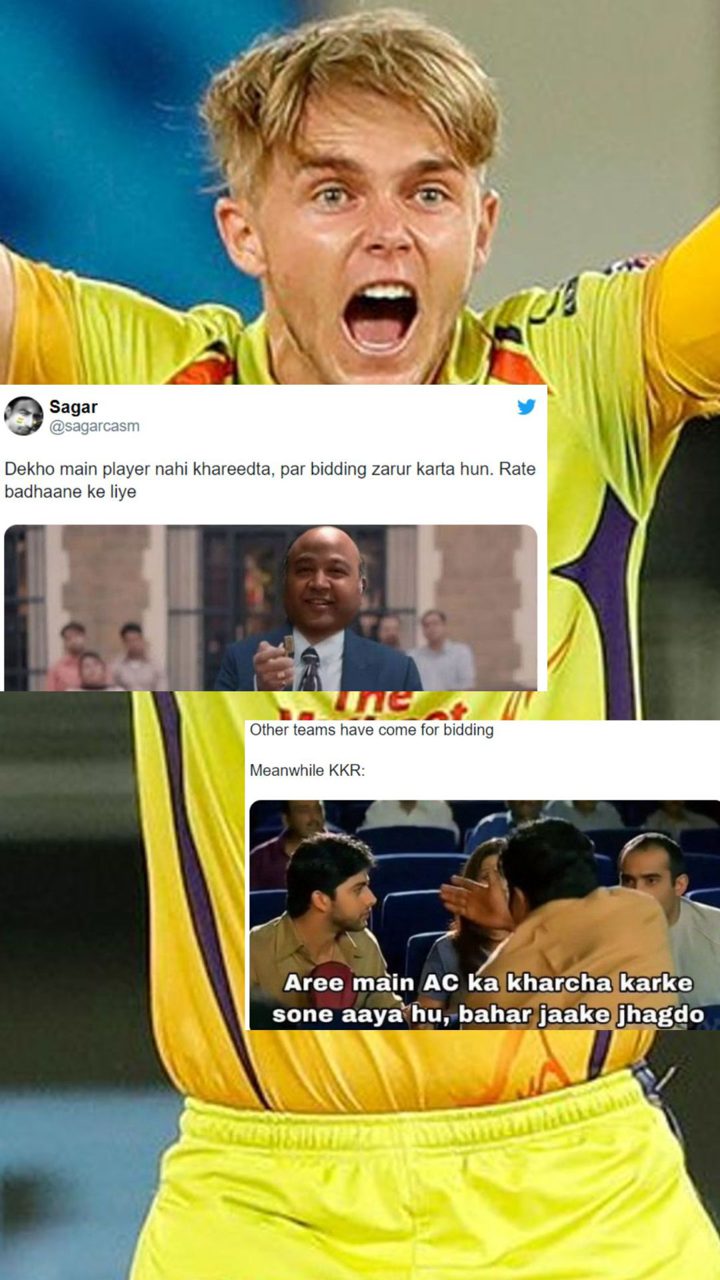 Sagar
@sagarcasm
Dekho main player nahi khareedta, par bidding zarur karta hun. Rate
badhaane ke liye
The
Other teams have come for bidding
Meanwhile KKR:
Aree main AC ka kharcha karke
sone aaya hu, bahar jaake jhagdo